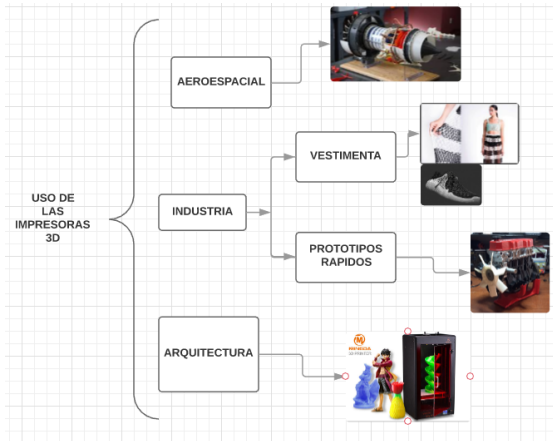 AEROESPACIAL
VESTIMENTA
USO DE
LAS
IMPRESORAS
3D
INDUSTRIA
PROTOTIPOS
RAPIDOS
ARQUITECTURA